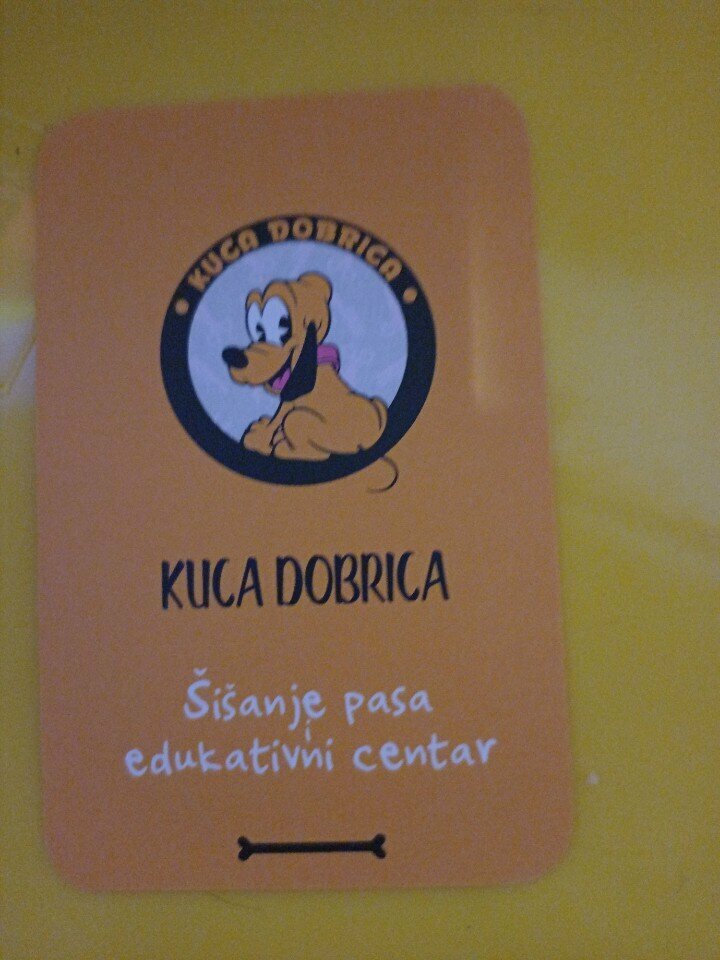 KUCA DOBRICA
KUCA DOBRICA
Šišanje pasa
i
edukativni centar